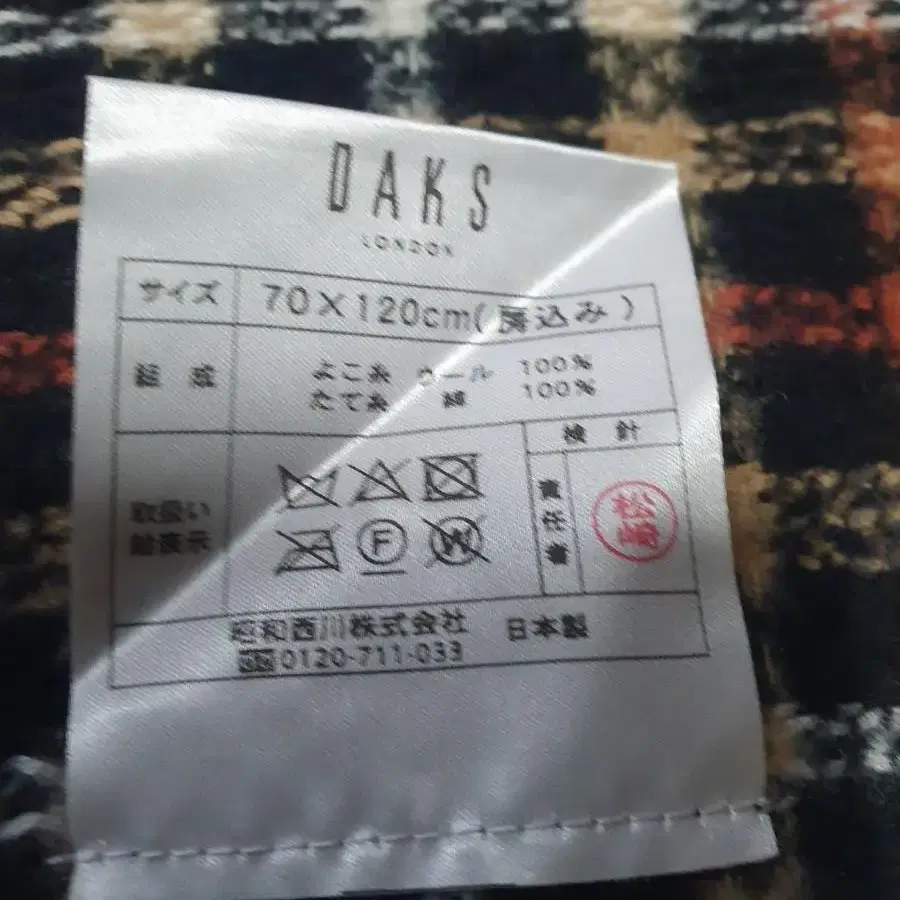 DAKS
LONDON
サイズ 70×120cm(房込み)
組成 よこ糸 ウール 100%
たて糸 綿 100%
取扱い
絵表示
検針
責任者
松崎
F
W
昭和西川株式会社 日本製
0120-711-033